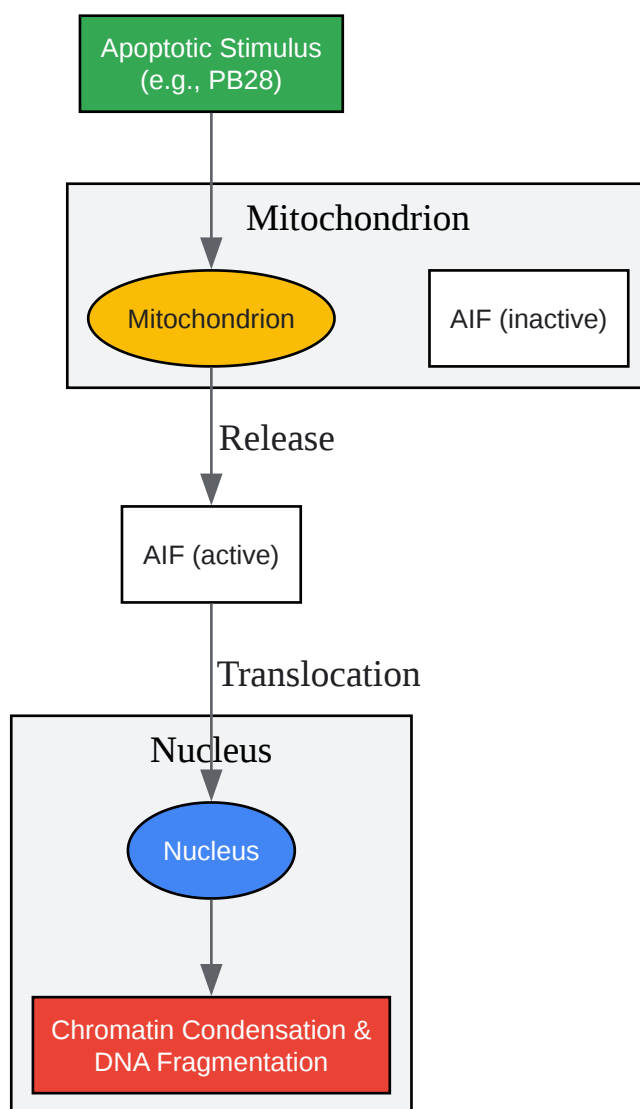 Apoptotic Stimulus
(e.g., PB28)
Mitochondrion
Mitochondrion
AIF (inactive)
Release
AIF (active)
Translocation
Nucleus
Nucleus
Chromatin Condensation &
DNA Fragmentation